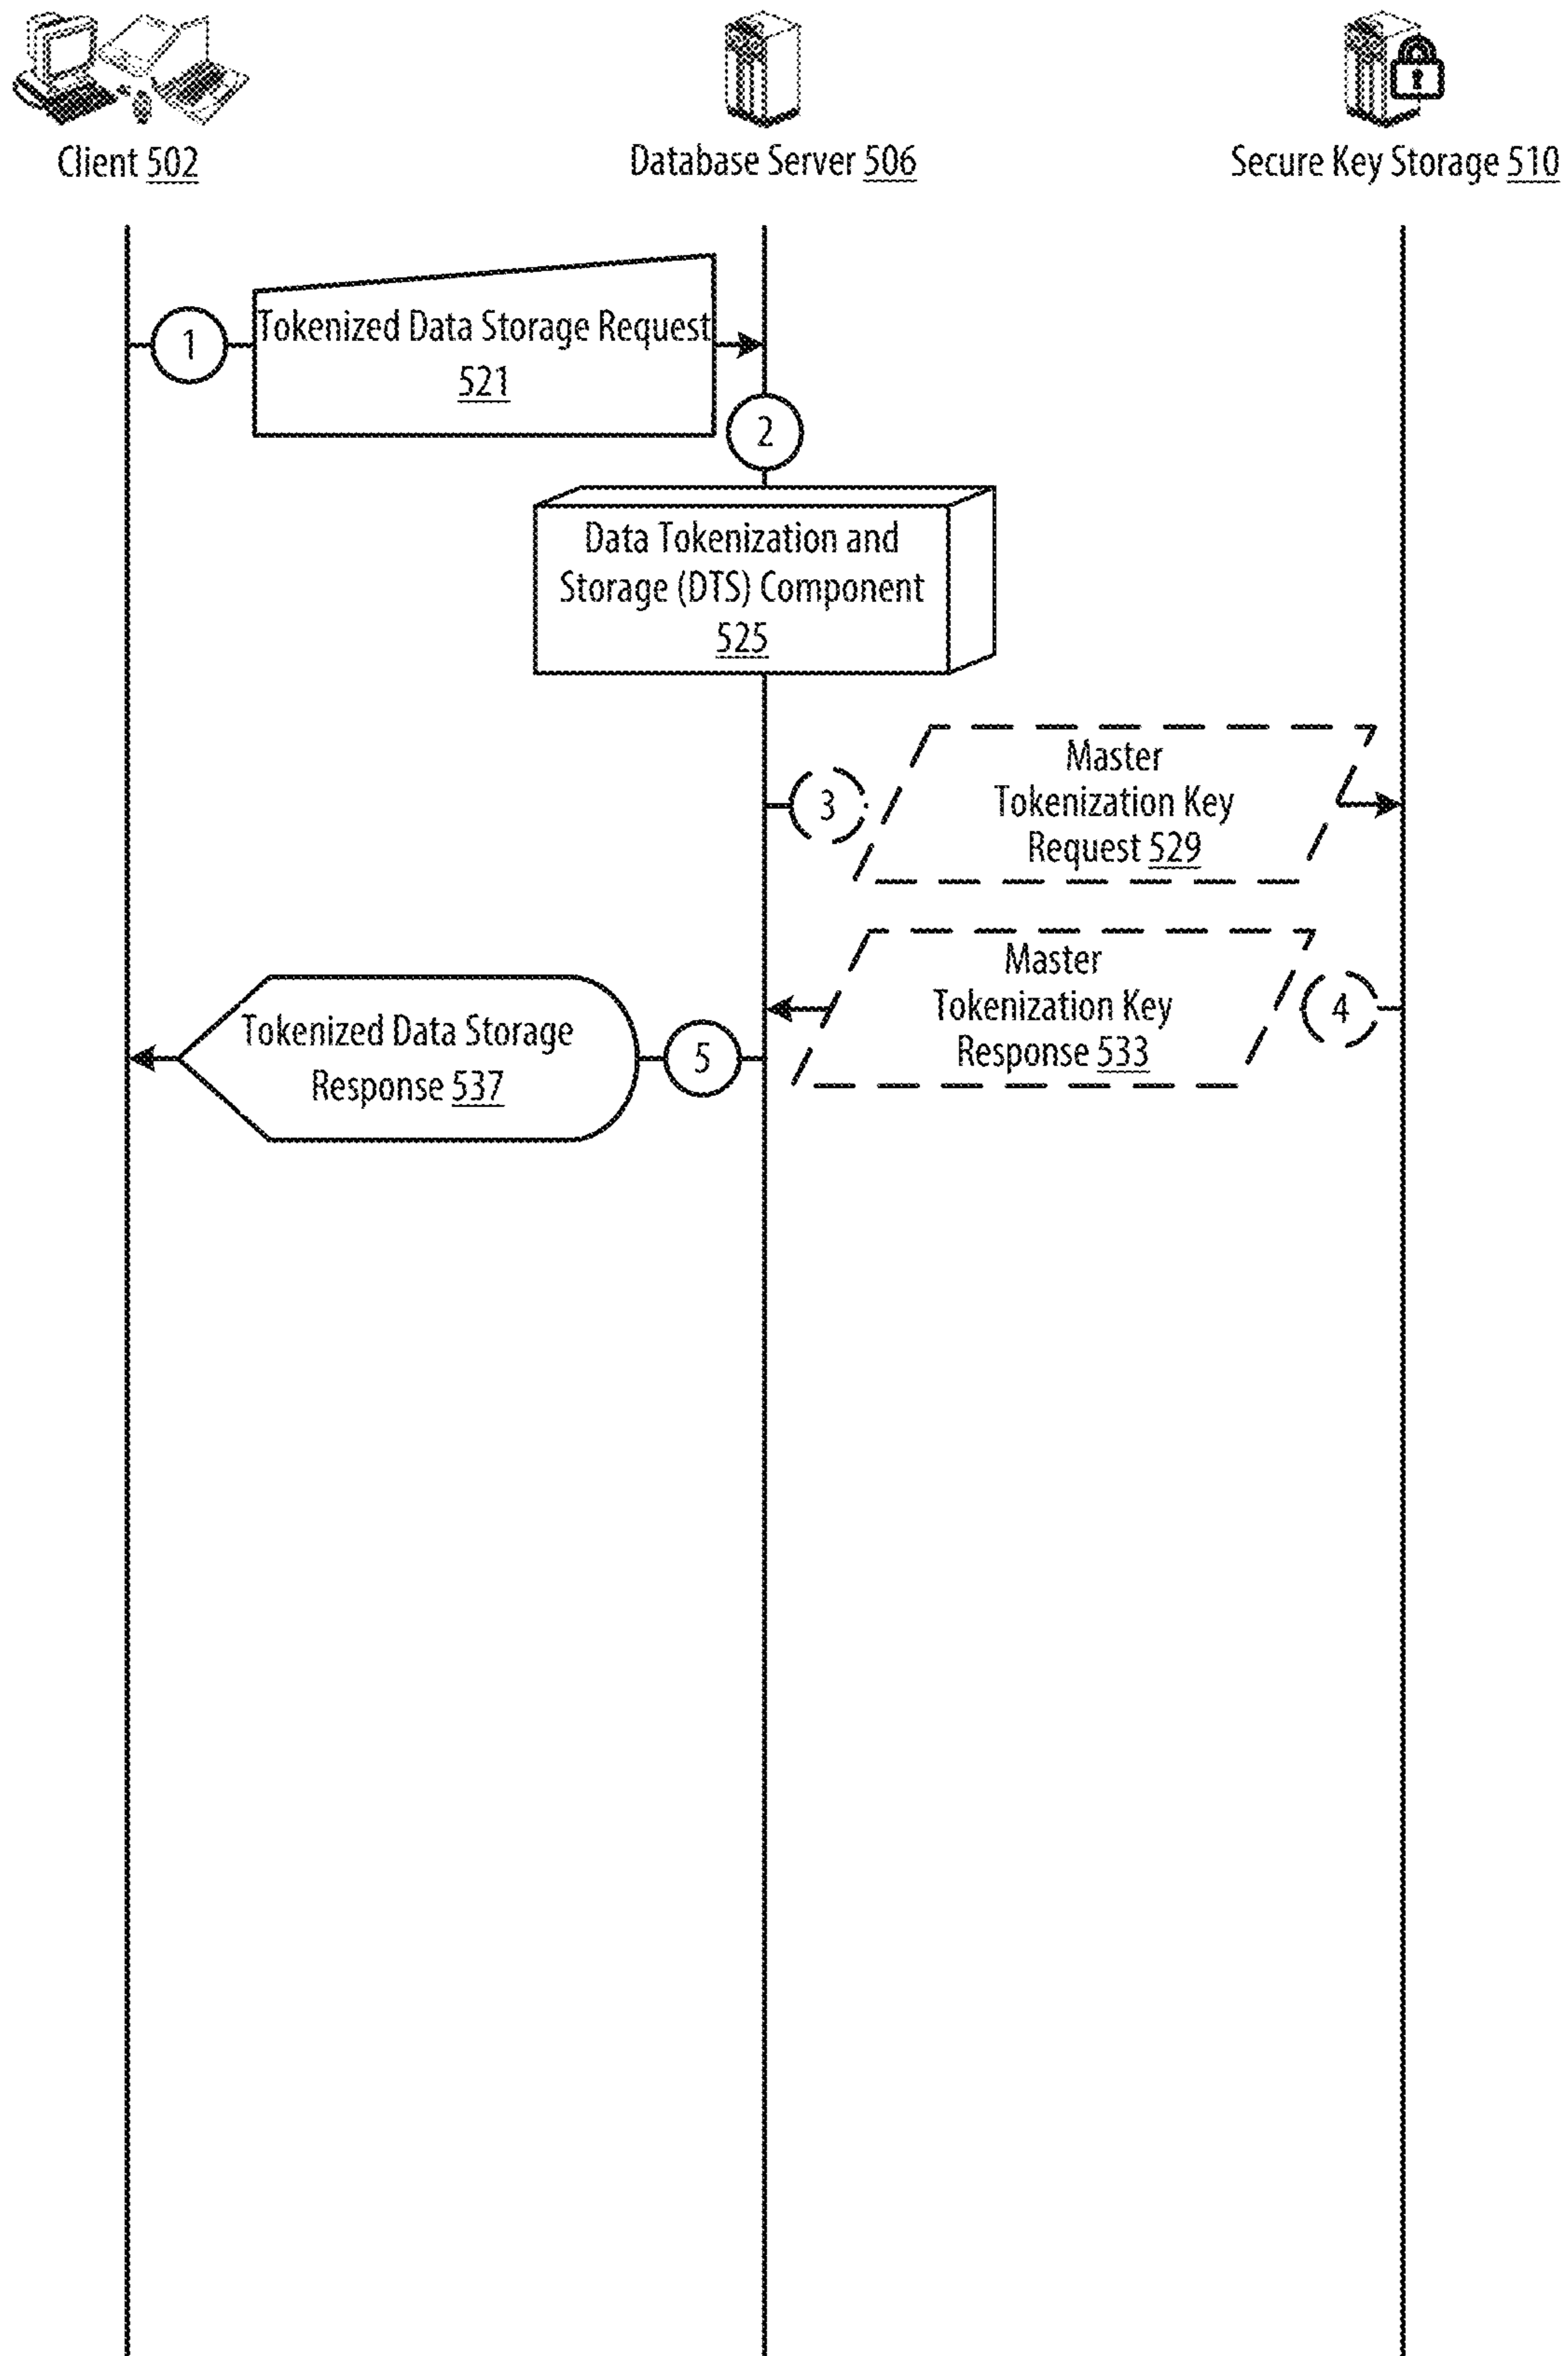 Client 502
Database Server 506
Secure Key Storage 510
1
Tokenized Data Storage Request
521
2
Data Tokenization and
Storage (DTS) Component
525
3
Master
Tokenization Key
Request 529
Master
Tokenization Key
Response 533
4
Tokenized Data Storage
Response 537
5